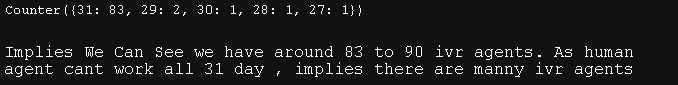 Counter({31: 83, 29: 2, 30: 1, 28: 1, 27: 1})
Implies We Can See we have around 83 to 90 ivr agents. As human
agent cant work all 31 day , implies there are manny ivr agents